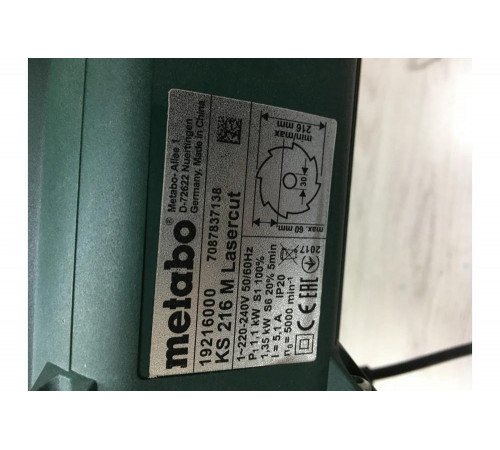 metabo
Metabo- Allee 1
D-72622 Nuertingen
Germany, Made in China
19216000 7087837138
KS 216 M Lasercut
1~220-240V 50/60Hz
P₁ 1,1 kW S1 100%
1,35 kW S6 20% 5min
I = 5.1 A IP20
n₀ = 5000 min⁻¹
2017
CE EAC
min/max
216 mm
30
max. 60 mm